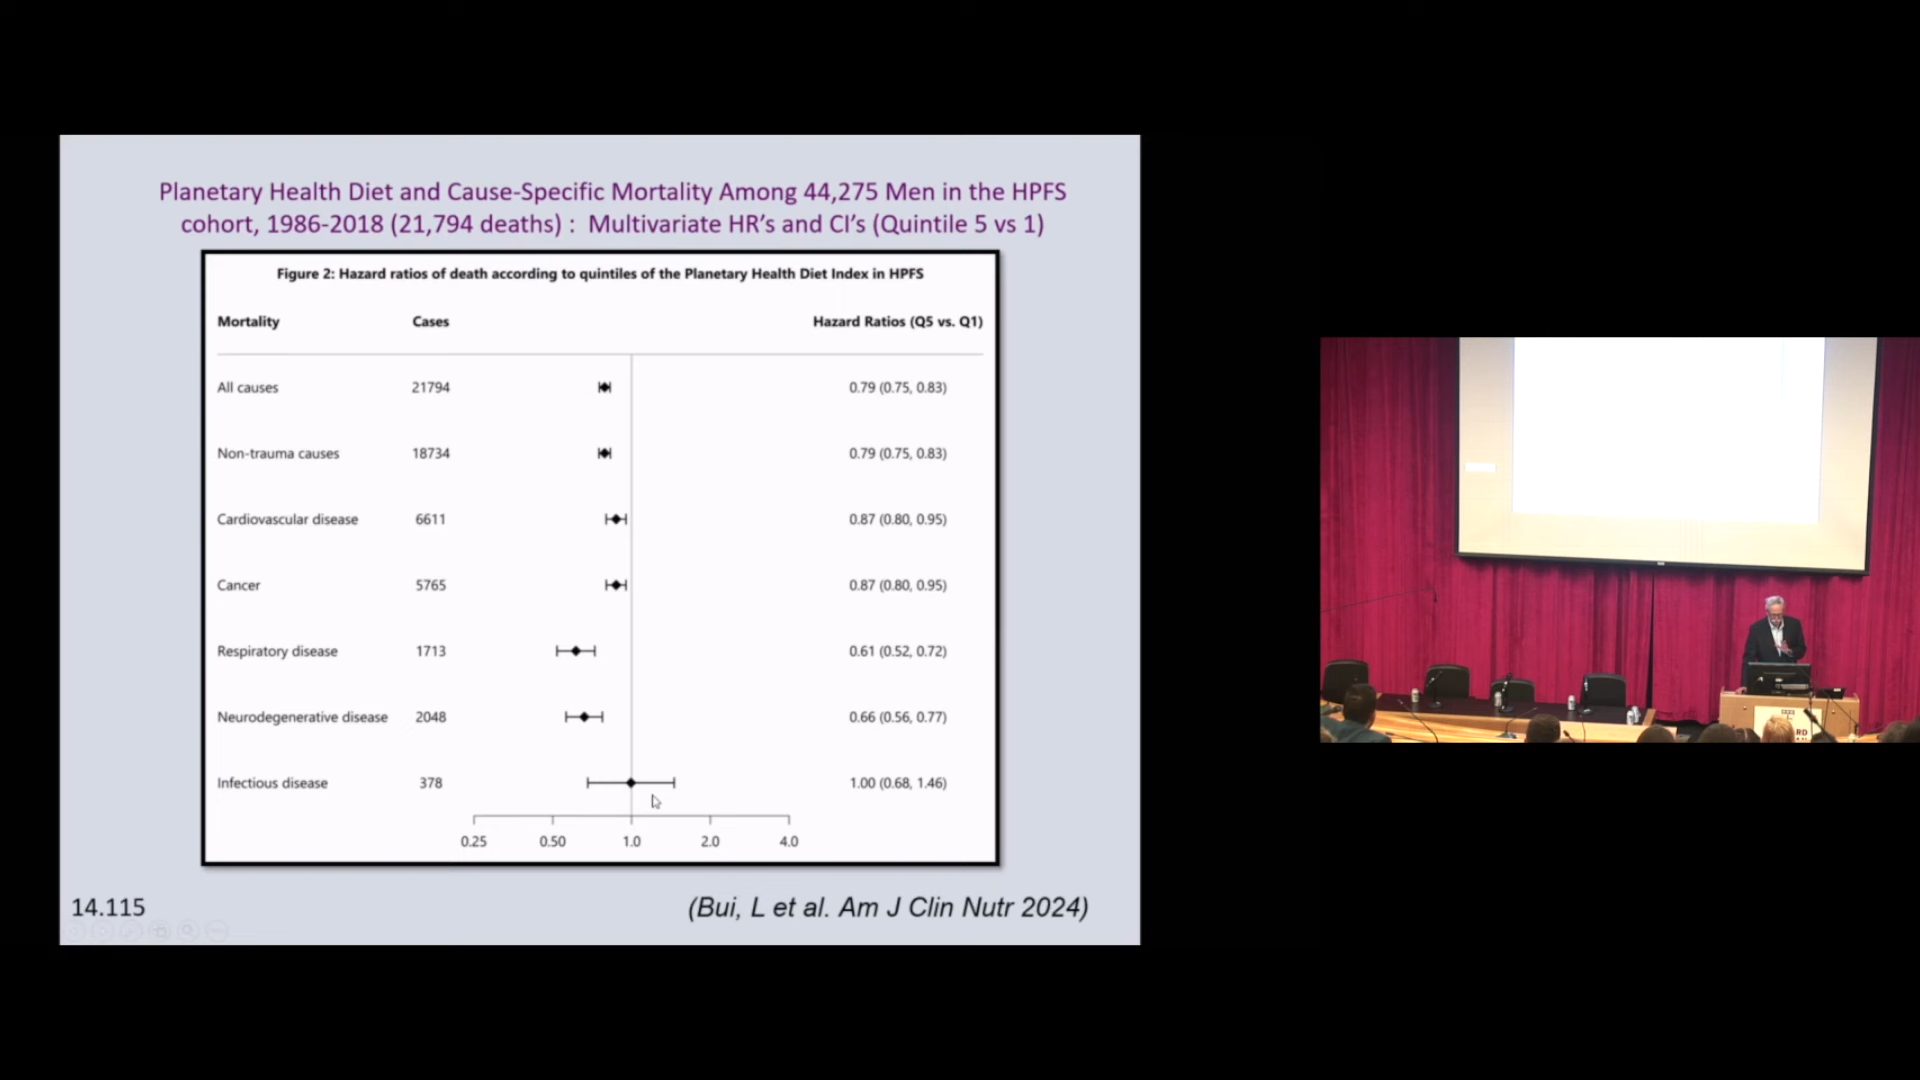 Planetary Health Diet and Cause-Specific Mortality Among 44,275 Men in the HPFS
cohort, 1986-2018 (21,794 deaths) : Multivariate HR's and CI's (Quintile 5 vs 1)
Figure 2: Hazard ratios of death according to quintiles of the Planetary Health Diet Index in HPFS
Mortality Cases Hazard Ratios (Q5 vs. Q1)
All causes 21794 0.79 (0.75, 0.83)
Non-trauma causes 18734 0.79 (0.75, 0.83)
Cardiovascular disease 6611 0.87 (0.80, 0.95)
Cancer 5765 0.87 (0.80, 0.95)
Respiratory disease 1713 0.61 (0.52, 0.72)
Neurodegenerative disease 2048 0.66 (0.56, 0.77)
Infectious disease 378 1.00 (0.68, 1.46)
0.25 0.50 1.0 2.0 4.0
14.115 (Bui, L et al. Am J Clin Nutr 2024)